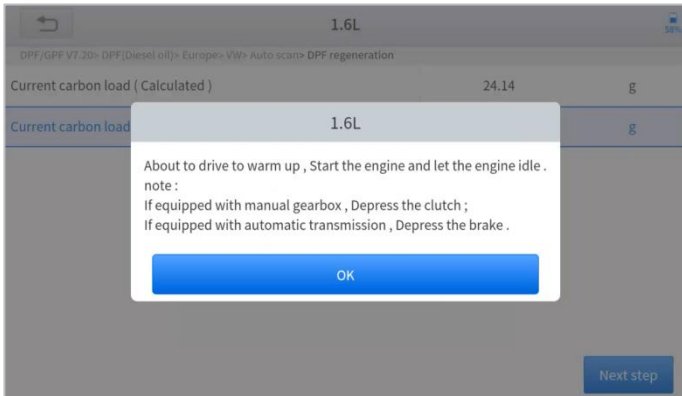 1.6L
58%
DPF/GPF V7.20> DPF(Diesel oil)> Europe> VW> Auto scan> DPF regeneration
Current carbon load ( Calculated ) 24.14 g
Current carbon load g
1.6L
About to drive to warm up , Start the engine and let the engine idle .
note :
If equipped with manual gearbox , Depress the clutch ;
If equipped with automatic transmission , Depress the brake .
OK
Next step